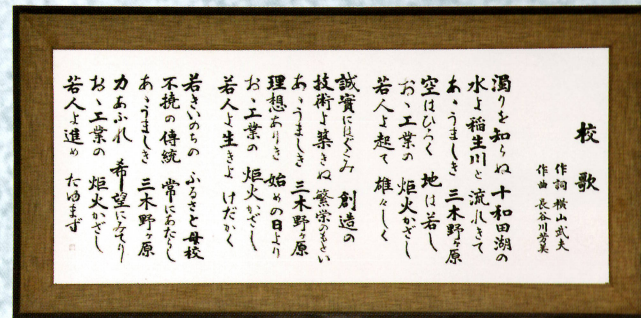 校歌
作詞 横山武夫
作曲 長谷川芳美
濁りを知らぬ 十和田湖の
水よ稲生川と 流れきて
あゝうましき 三木野ヶ原
空はひらく 地は若し
おゝ工業の 炬火かざし
若人よ起て 雄々しく
誠實にはぐくみ 創造の
技術よ築きぬ 繁栄のもとい
あゝうましき 三木野ヶ原
理想ありき 始めの日より
おゝ工業の 炬火かざし
若人よ生きよ けだかく
若きいのちの ふるさと母校
不撓の傳統 常にあたらし
あゝうましき 三木野ヶ原
力あふれ 希望にみてり
おゝ工業の 炬火かざし
若人よ進め たゆまず